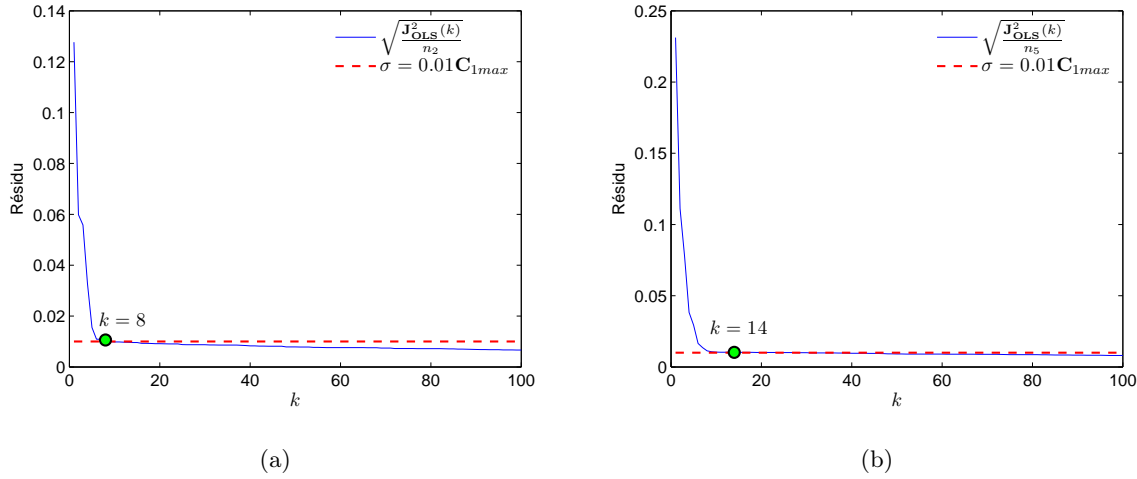 0.14
0.12
0.1
0.08
0.06
0.04
0.02
0
Résidu
0 20 40 60 80 100
k
√(J²_OLS(k)/n₂)
σ = 0.01C₁ₘₐₓ
k = 8
(a)
0.25
0.2
0.15
0.1
0.05
0
Résidu
0 20 40 60 80 100
k
√(J²_OLS(k)/n₅)
σ = 0.01C₁ₘₐₓ
k = 14
(b)